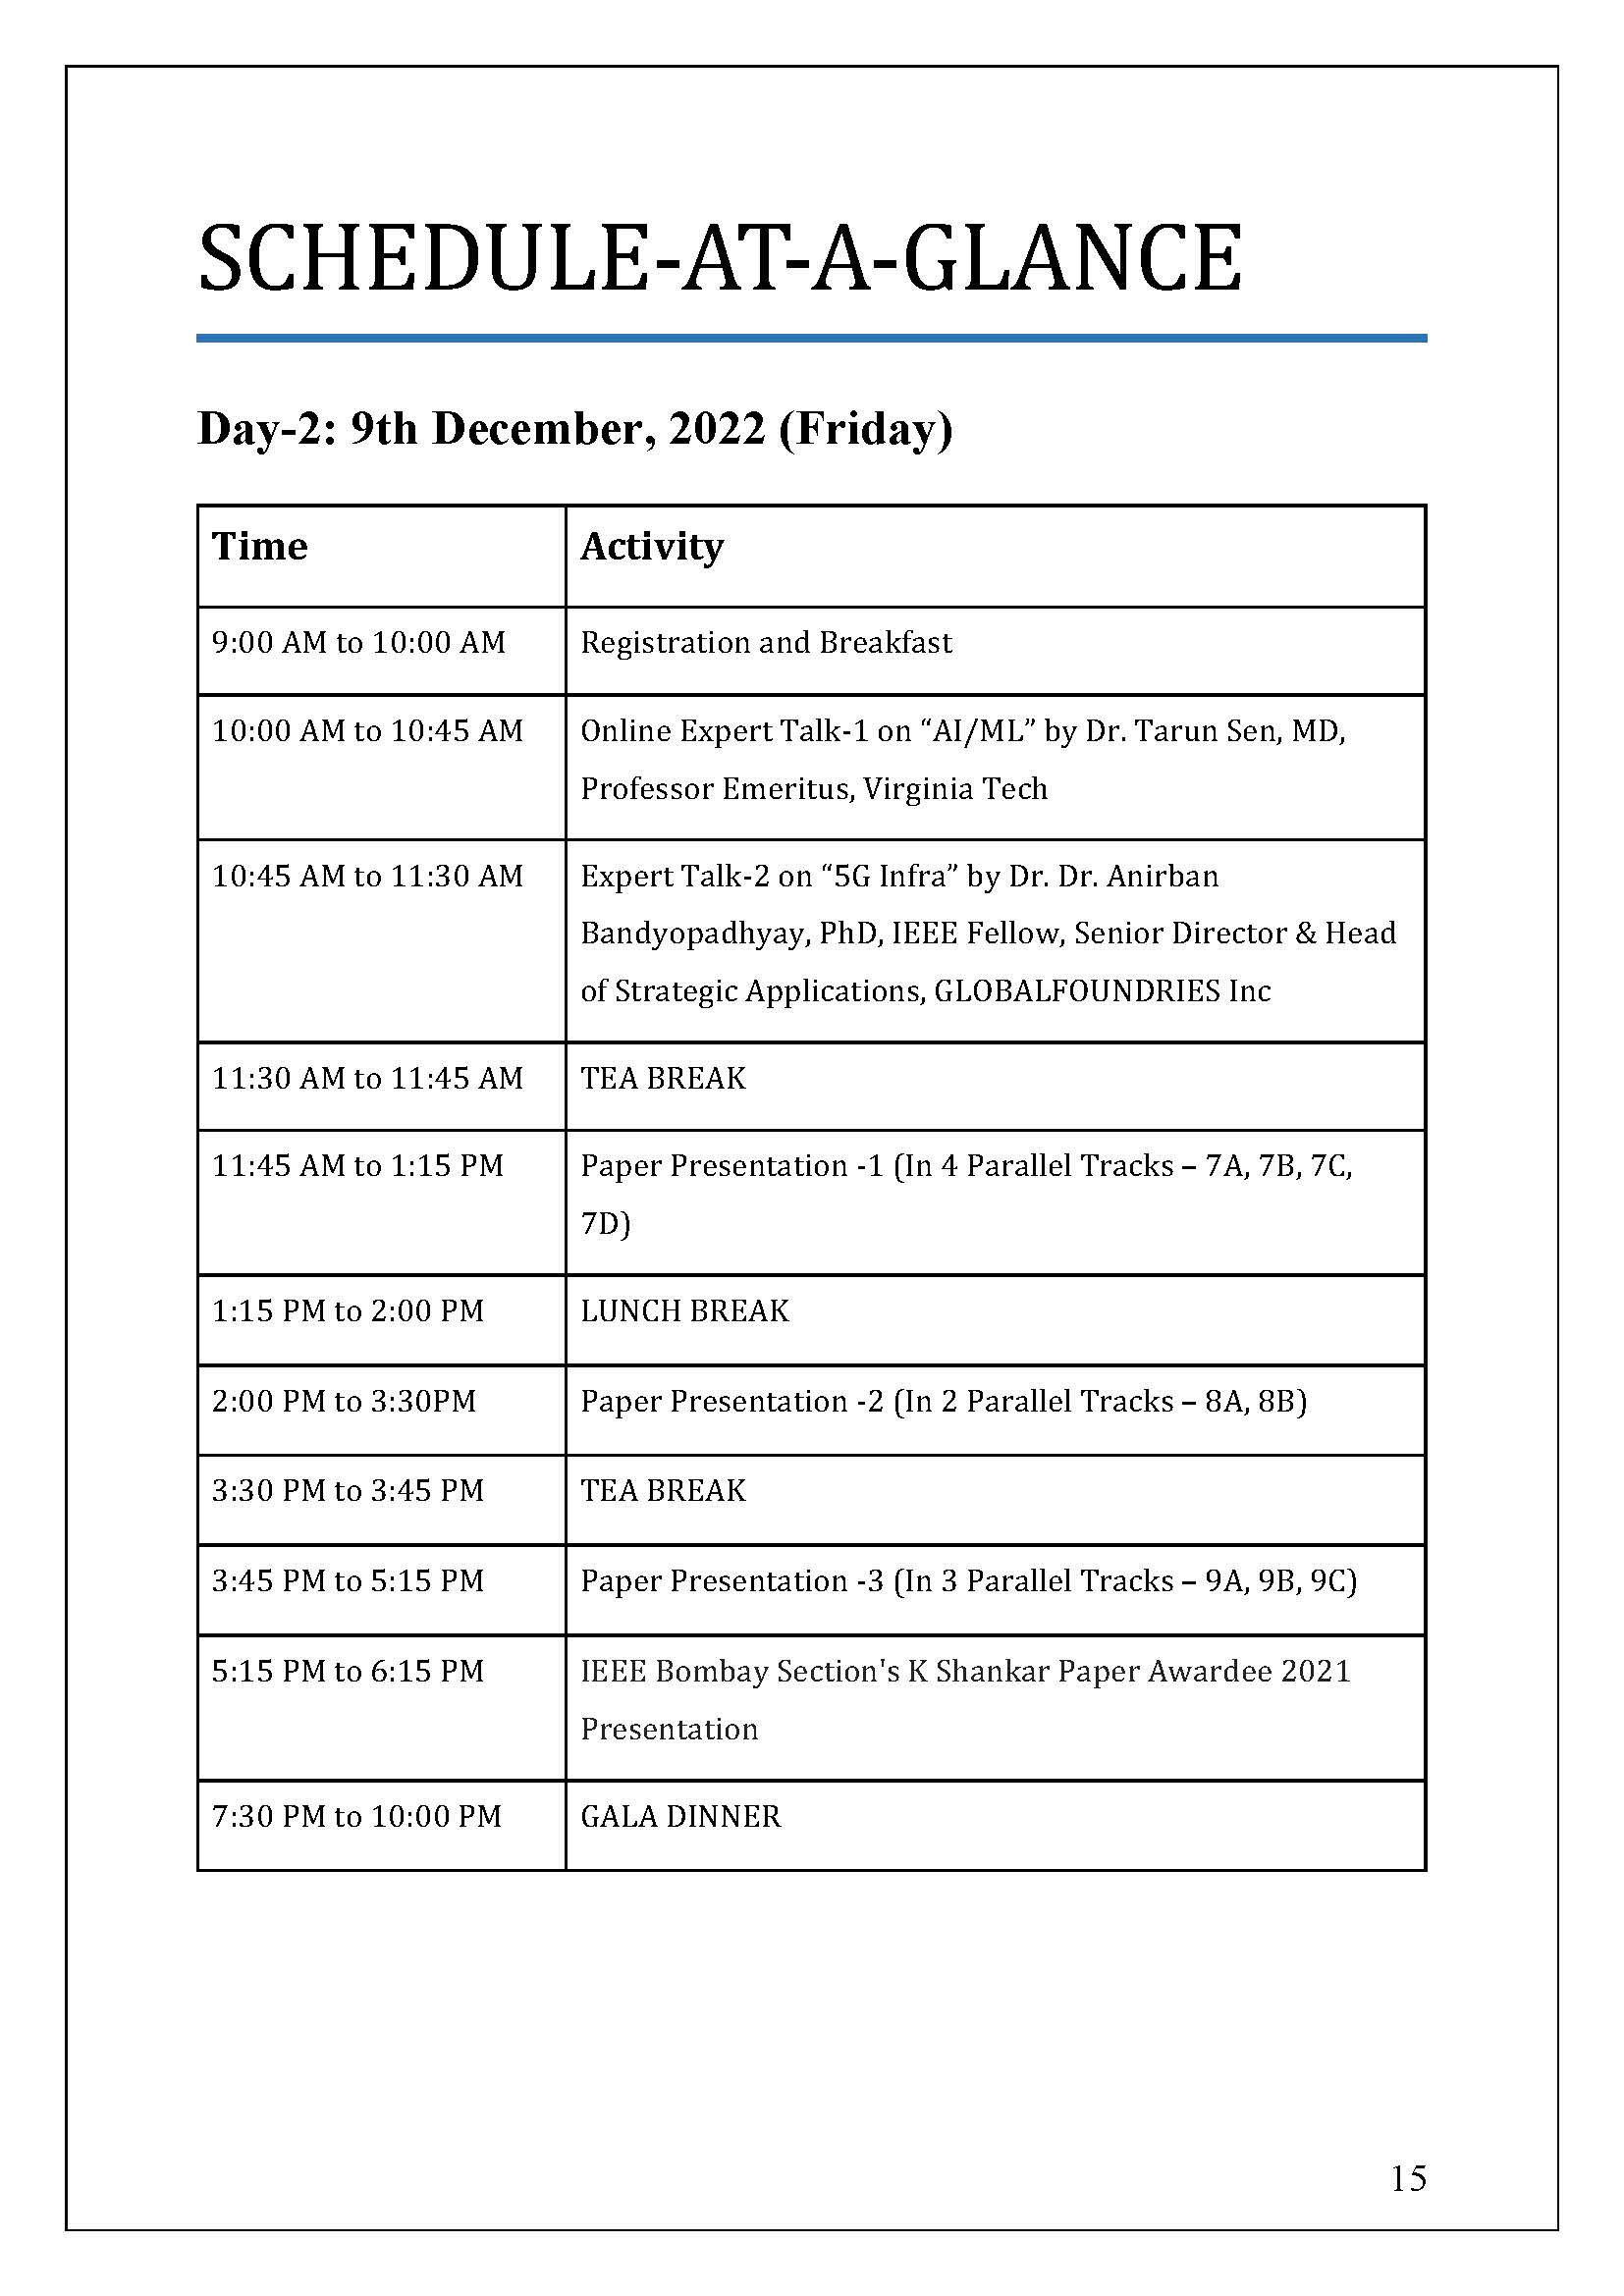 SCHEDULE-AT-A-GLANCE
Day-2: 9th December, 2022 (Friday)
Time
Activity
9:00 AM to 10:00 AM
Registration and Breakfast
10:00 AM to 10:45 AM
Online Expert Talk-1 on “AI/ML” by Dr. Tarun Sen, MD,
Professor Emeritus, Virginia Tech
10:45 AM to 11:30 AM
Expert Talk-2 on “5G Infra” by Dr. Dr. Anirban
Bandyopadhyay, PhD, IEEE Fellow, Senior Director & Head
of Strategic Applications, GLOBALFOUNDRIES Inc
11:30 AM to 11:45 AM
TEA BREAK
11:45 AM to 1:15 PM
Paper Presentation -1 (In 4 Parallel Tracks – 7A, 7B, 7C,
7D)
1:15 PM to 2:00 PM
LUNCH BREAK
2:00 PM to 3:30PM
Paper Presentation -2 (In 2 Parallel Tracks – 8A, 8B)
3:30 PM to 3:45 PM
TEA BREAK
3:45 PM to 5:15 PM
Paper Presentation -3 (In 3 Parallel Tracks – 9A, 9B, 9C)
5:15 PM to 6:15 PM
IEEE Bombay Section's K Shankar Paper Awardee 2021
Presentation
7:30 PM to 10:00 PM
GALA DINNER
15